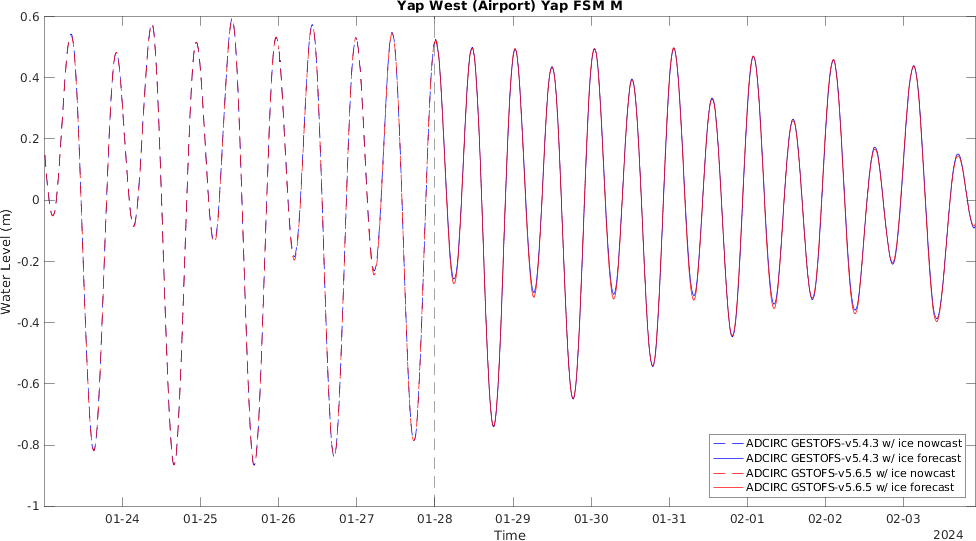 Yap West (Airport) Yap FSM M
0.6
0.4
0.2
0
-0.2
-0.4
-0.6
-0.8
-1
Water Level (m)
ADCIRC GESTOFS-v5.4.3 w/ ice nowcast
ADCIRC GESTOFS-v5.4.3 w/ ice forecast
ADCIRC GSTOFS-v5.6.5 w/ ice nowcast
ADCIRC GSTOFS-v5.6.5 w/ ice forecast
01-24 01-25 01-26 01-27 01-28 01-29 01-30 01-31 02-01 02-02 02-03
Time
2024